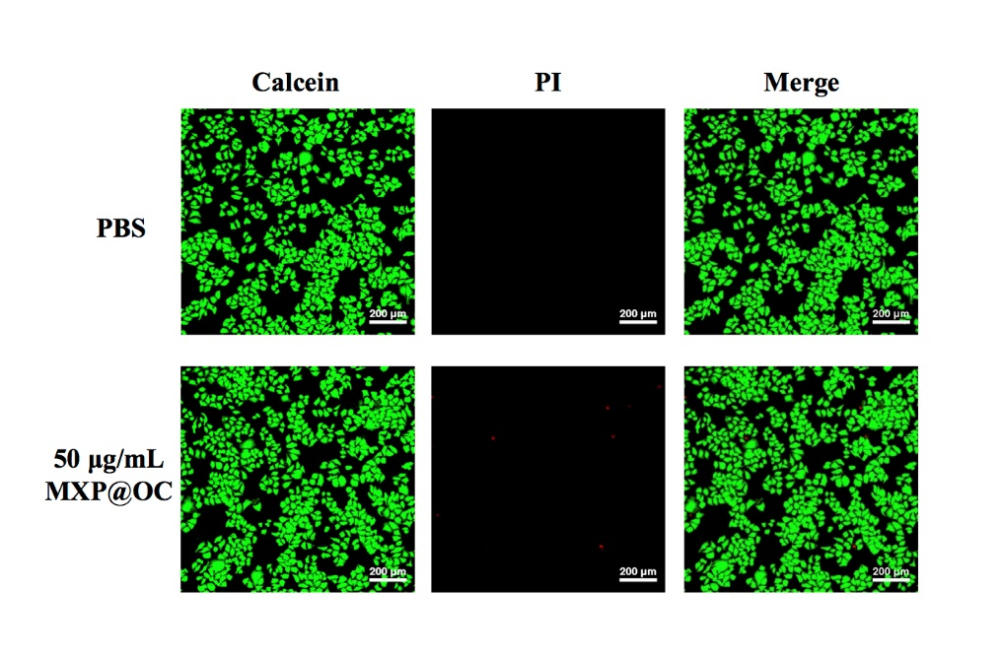 Calcein PI Merge
PBS
200 μm 200 μm 200 μm
50 μg/mL
MXP@OC
200 μm 200 μm 200 μm